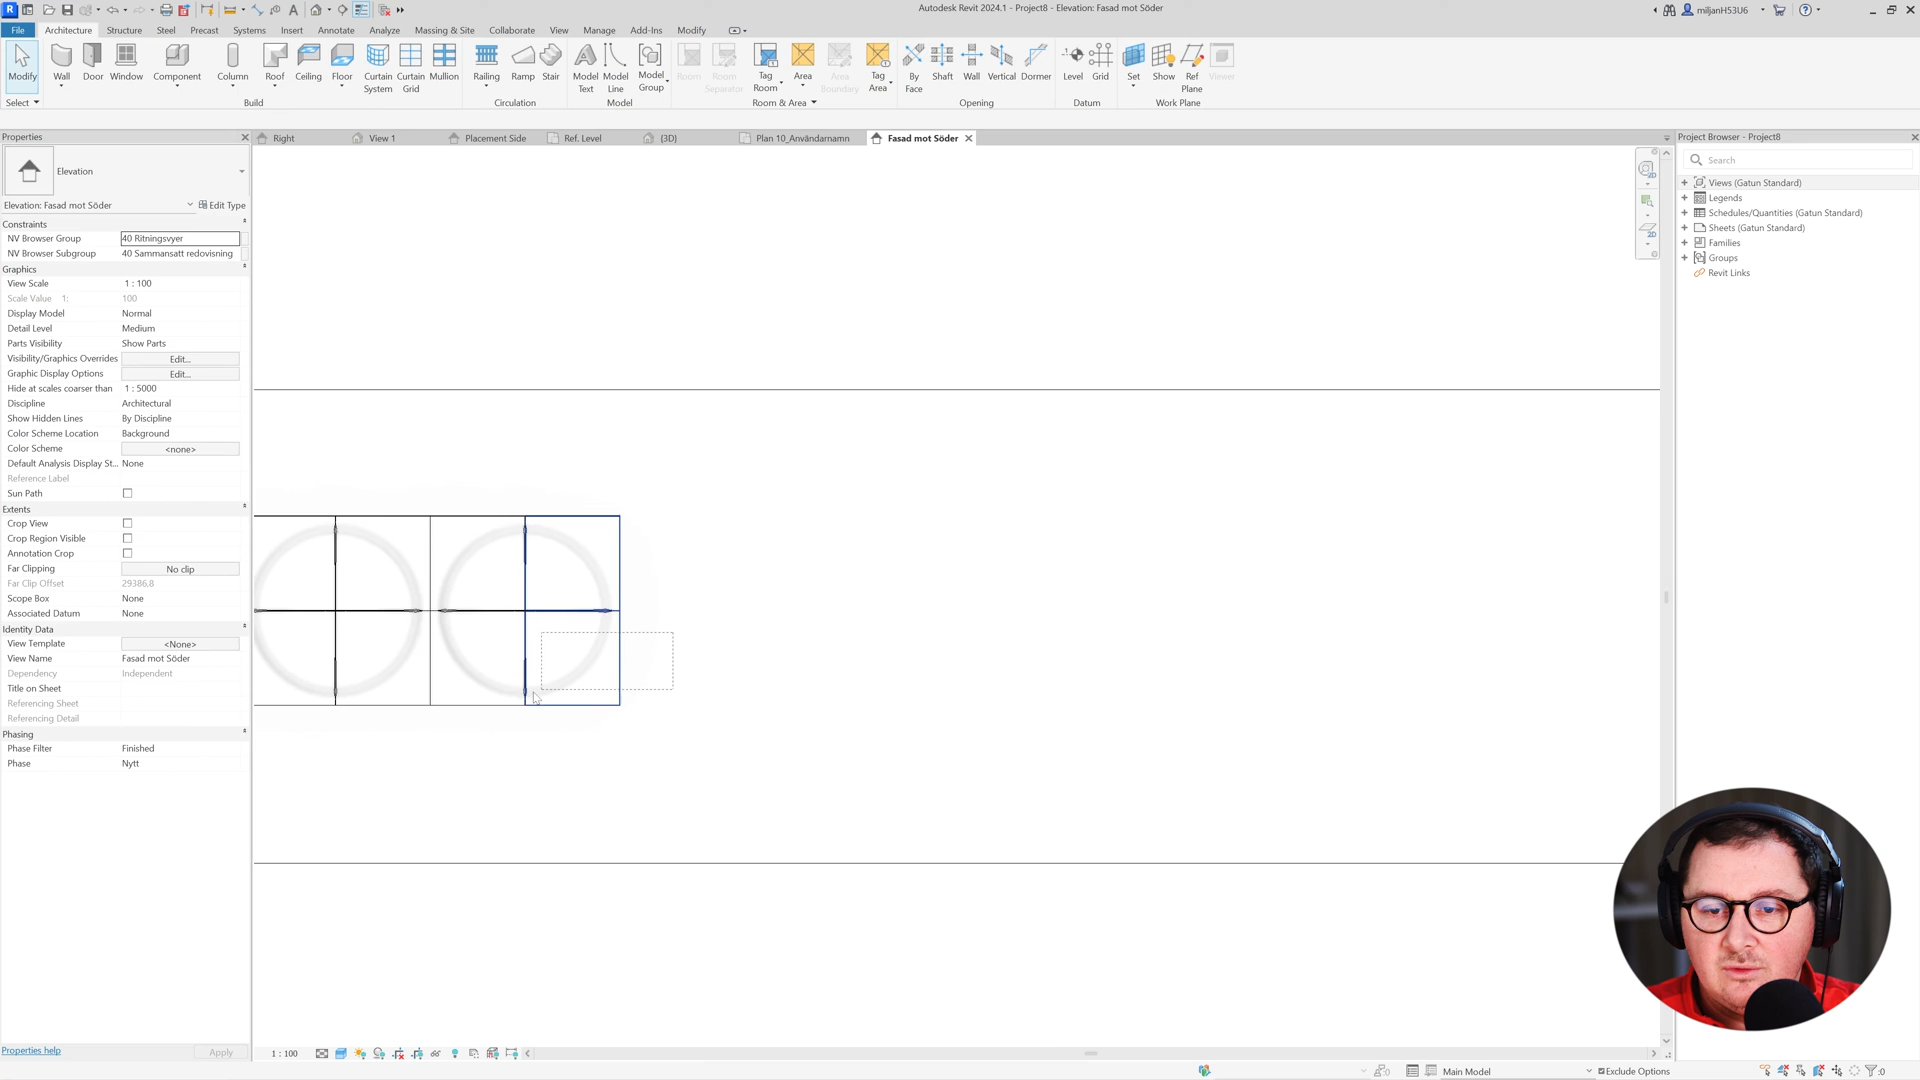 Autodesk Revit 2024.1 - Project8 - Elevation: Fasad mot Söder
miljanH53U6
File
Architecture
Structure
Steel
Precast
Systems
Insert
Annotate
Analyze
Massing & Site
Collaborate
View
Manage
Add-Ins
Modify
Modify
Wall
Door
Window
Component
Column
Roof
Ceiling
Floor
Curtain System
Curtain Grid
Mullion
Railing
Ramp
Stair
Model Text
Model Line
Model Group
Room
Room Separator
Tag Room
Area
Area Boundary
Tag Area
By Face
Shaft
Wall
Vertical
Dormer
Level
Grid
Set
Show
Ref Plane
Viewer
Select
Build
Circulation
Model
Room & Area
Opening
Datum
Work Plane
Properties
Right
View 1
Placement Side
Ref. Level
{3D}
Plan 10_Användarnamn
Fasad mot Söder
Project Browser - Project8
Elevation
Elevation: Fasad mot Söder
Edit Type
Constraints
NV Browser Group 40 Ritningsvyer
NV Browser Subgroup 40 Sammansatt redovisning
Graphics
View Scale 1 : 100
Scale Value 1: 100
Display Model Normal
Detail Level Medium
Parts Visibility Show Parts
Visibility/Graphics Overrides Edit...
Graphic Display Options Edit...
Hide at scales coarser than 1 : 5000
Discipline Architectural
Show Hidden Lines By Discipline
Color Scheme Location Background
Color Scheme <none>
Default Analysis Display St... None
Reference Label
Sun Path
Extents
Crop View
Crop Region Visible
Annotation Crop
Far Clipping No clip
Far Clip Offset 29386,8
Scope Box None
Associated Datum None
Identity Data
View Template <None>
View Name Fasad mot Söder
Dependency Independent
Title on Sheet
Referencing Sheet
Referencing Detail
Phasing
Phase Filter Finished
Phase Nytt
Properties help
Apply
Search
Views (Gatun Standard)
Legends
Schedules/Quantities (Gatun Standard)
Sheets (Gatun Standard)
Families
Groups
Revit Links
2D
1 : 100
:0
Main Model
Exclude Options
:0